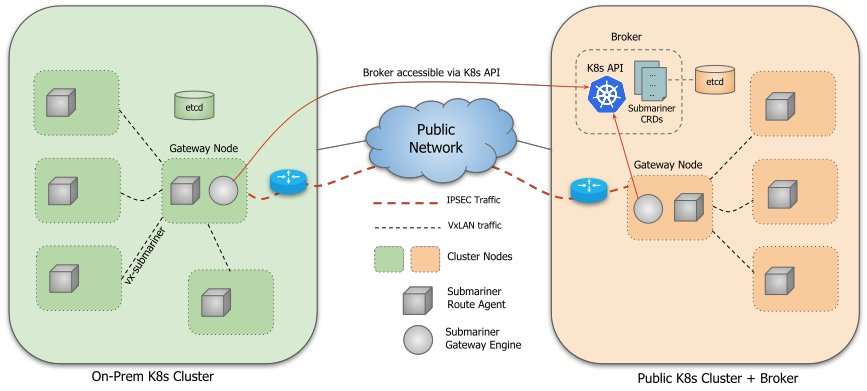 Broker
K8s API
Submariner
CRDs
etcd
Broker accessible via K8s API
etcd
Public
Network
Gateway Node
Gateway Node
IPSEC Traffic
VxLAN traffic
vx-submariner
Cluster Nodes
Submariner
Route Agent
Submariner
Gateway Engine
On-Prem K8s Cluster
Public K8s Cluster + Broker